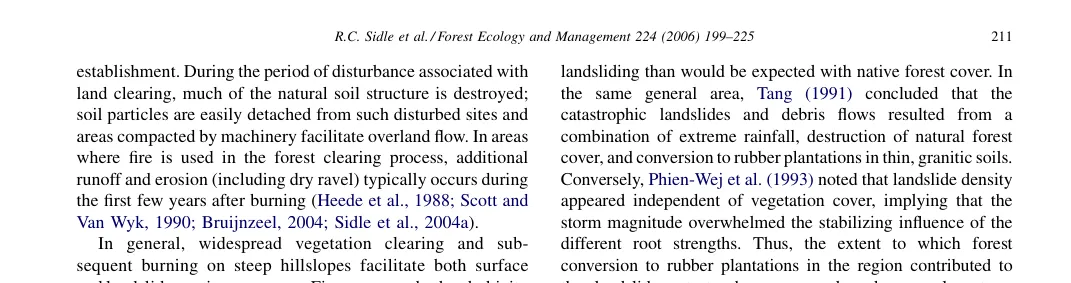 R.C. Sidle et al. / Forest Ecology and Management 224 (2006) 199–225
211
establishment. During the period of disturbance associated with
land clearing, much of the natural soil structure is destroyed;
soil particles are easily detached from such disturbed sites and
areas compacted by machinery facilitate overland flow. In areas
where fire is used in the forest clearing process, additional
runoff and erosion (including dry ravel) typically occurs during
the first few years after burning (Heede et al., 1988; Scott and
Van Wyk, 1990; Bruijnzeel, 2004; Sidle et al., 2004a).
In general, widespread vegetation clearing and sub-
sequent burning on steep hillslopes facilitate both surface
landsliding than would be expected with native forest cover. In
the same general area, Tang (1991) concluded that the
catastrophic landslides and debris flows resulted from a
combination of extreme rainfall, destruction of natural forest
cover, and conversion to rubber plantations in thin, granitic soils.
Conversely, Phien-Wej et al. (1993) noted that landslide density
appeared independent of vegetation cover, implying that the
storm magnitude overwhelmed the stabilizing influence of the
different root strengths. Thus, the extent to which forest
conversion to rubber plantations in the region contributed to